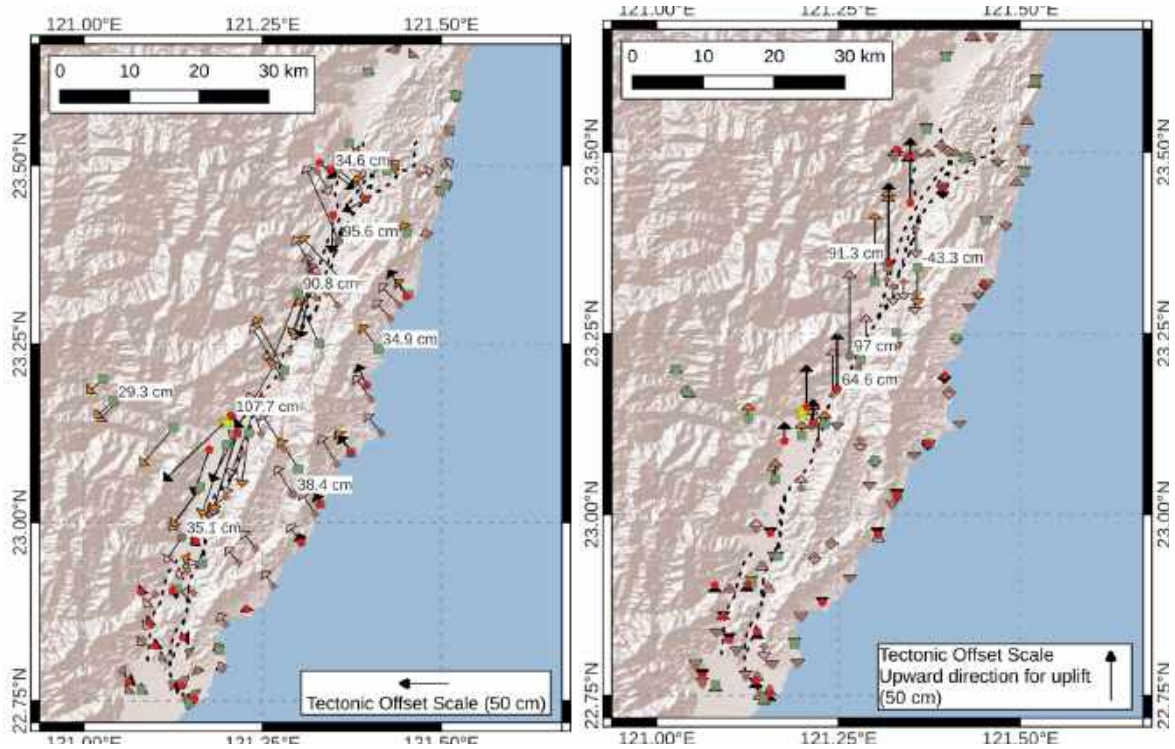 121.00°E 121.25°E 121.50°E
0 10 20 30 km
23.50°N
23.25°N
23.00°N
22.75°N
34.6 cm
95.6 cm
90.8 cm
34.9 cm
29.3 cm
107.7 cm
38.4 cm
35.1 cm
Tectonic Offset Scale (50 cm)
121.00°E 121.25°E 121.50°E
121.00°E 121.25°E 121.50°E
0 10 20 30 km
23.50°N
23.25°N
23.00°N
22.75°N
91.3 cm
-43.3 cm
97 cm
64.6 cm
Tectonic Offset Scale
Upward direction for uplift
(50 cm)
121.00°E 121.25°E 121.50°E